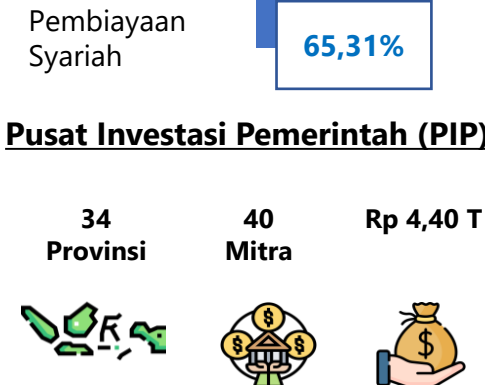 Pembiayaan
Syariah
65,31%
Pusat Investasi Pemerintah (PIP)
34
Provinsi
40
Mitra
Rp 4,40 T
$
$
$
$